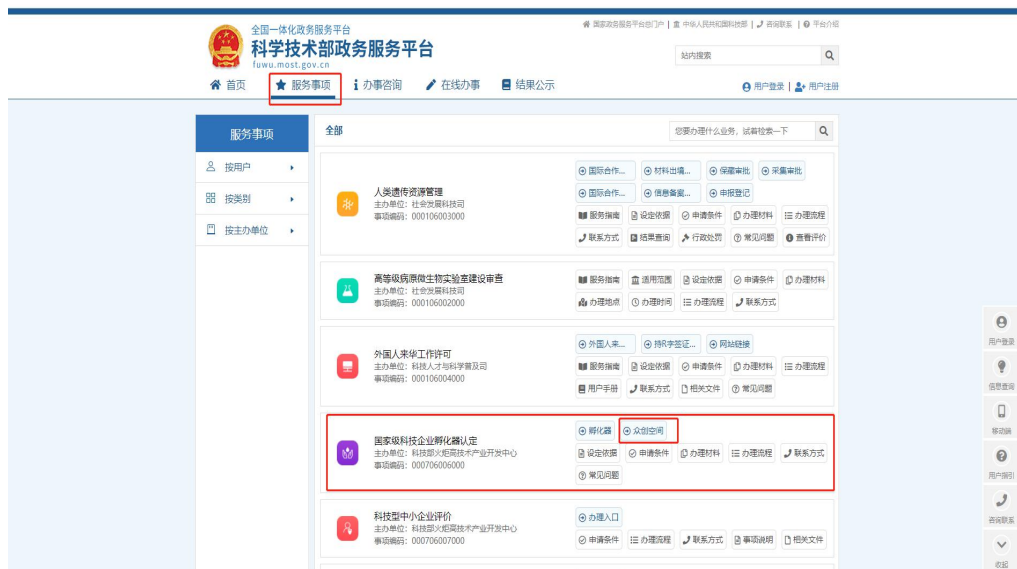 国家政务服务平台总门户 | 中华人民共和国科技部 | 咨询联系 | 平台介绍
全国一体化政务服务平台
科学技术部政务服务平台
fuwu.most.gov.cn
站内搜索
首页 服务事项 办事咨询 在线办事 结果公示
用户登录 | 用户注册
服务事项
按用户
按类别
按主办单位
全部
您要办理什么业务，试着检索一下
人类遗传资源管理
主办单位：社会发展科技司
事项编码：000106003000
国际合作... 材料出境... 保藏审批 采集审批
国际合作... 信息备案... 申报登记
服务指南 设定依据 申请条件 办理材料 办理流程
联系方式 结果查询 行政处罚 常见问题 查看评价
高等级病原微生物实验室建设审查
主办单位：社会发展科技司
事项编码：000106002000
服务指南 适用范围 设定依据 申请条件 办理材料
办理地点 办理时间 办理流程 联系方式
外国人来华工作许可
主办单位：科技人才与科学普及司
事项编码：000106004000
外国人来... 持R字签证... 网站链接
服务指南 设定依据 申请条件 办理材料 办理流程
用户手册 联系方式 相关文件 常见问题
国家级科技企业孵化器认定
主办单位：科技部火炬高技术产业开发中心
事项编码：000706006000
孵化器 众创空间
设定依据 申请条件 办理材料 办理流程 联系方式
常见问题
科技型中小企业评价
主办单位：科技部火炬高技术产业开发中心
事项编码：000706007000
办理入口
申请条件 办理流程 联系方式 事项说明 相关文件
用户登录
信息查询
移动端
用户指引
咨询联系
收起